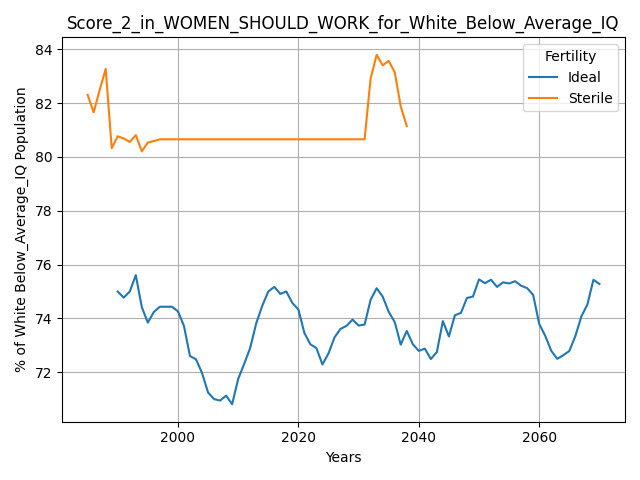 Score_2_in_WOMEN_SHOULD_WORK_for_White_Below_Average_IQ
% of White Below_Average_IQ Population
84
82
80
78
76
74
72
Fertility
Ideal
Sterile
2000
2020
2040
2060
Years